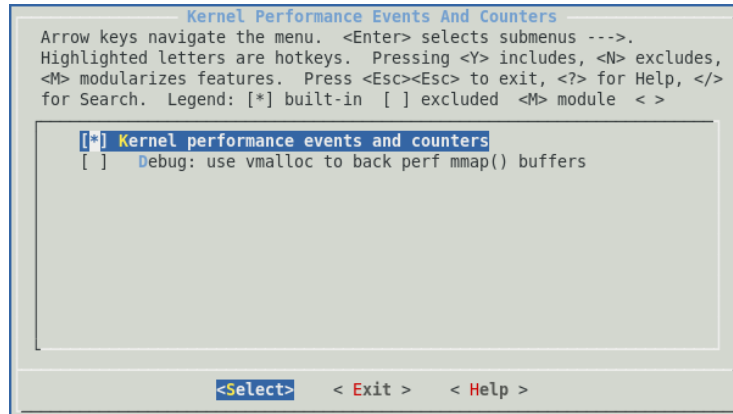 Kernel Performance Events And Counters
Arrow keys navigate the menu.  <Enter> selects submenus --->.
Highlighted letters are hotkeys.  Pressing <Y> includes, <N> excludes,
<M> modularizes features.  Press <Esc><Esc> to exit, <?> for Help, </>
for Search.  Legend: [*] built-in  [ ] excluded  <M> module  < >
[*] Kernel performance events and counters
[ ]   Debug: use vmalloc to back perf mmap() buffers
<Select>    < Exit >    < Help >